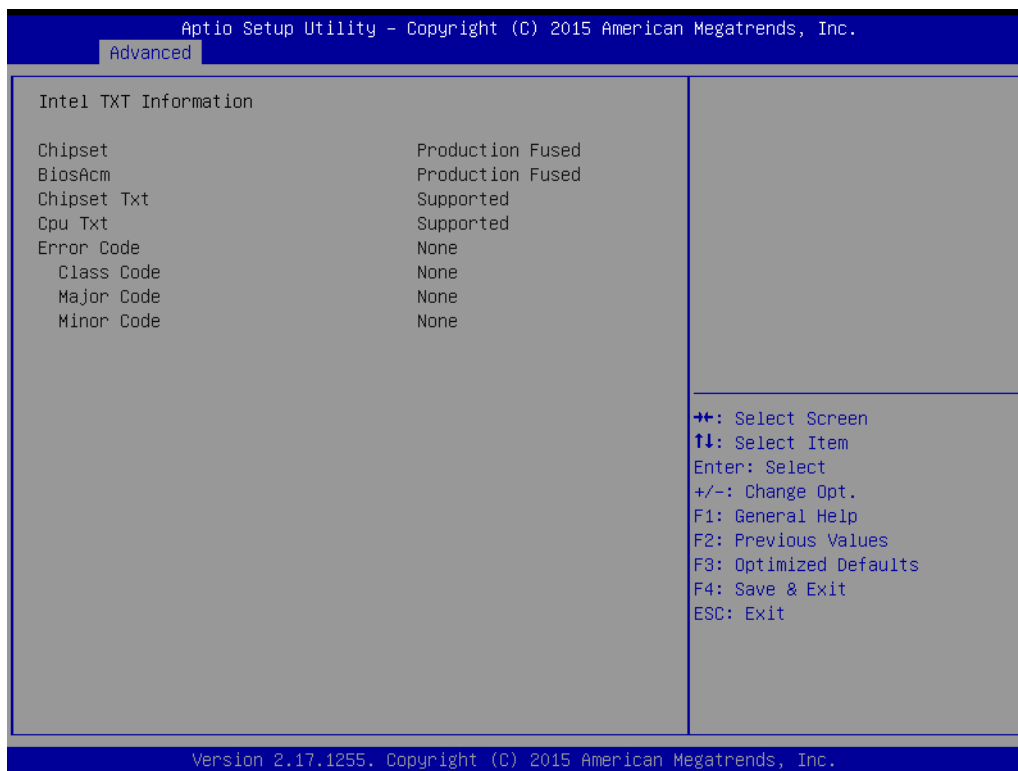 Aptio Setup Utility – Copyright (C) 2015 American Megatrends, Inc.
Advanced
Intel TXT Information
Chipset Production Fused
BiosAcm Production Fused
Chipset Txt Supported
Cpu Txt Supported
Error Code None
Class Code None
Major Code None
Minor Code None
→←: Select Screen
↑↓: Select Item
Enter: Select
+/-: Change Opt.
F1: General Help
F2: Previous Values
F3: Optimized Defaults
F4: Save & Exit
ESC: Exit
Version 2.17.1255. Copyright (C) 2015 American Megatrends, Inc.